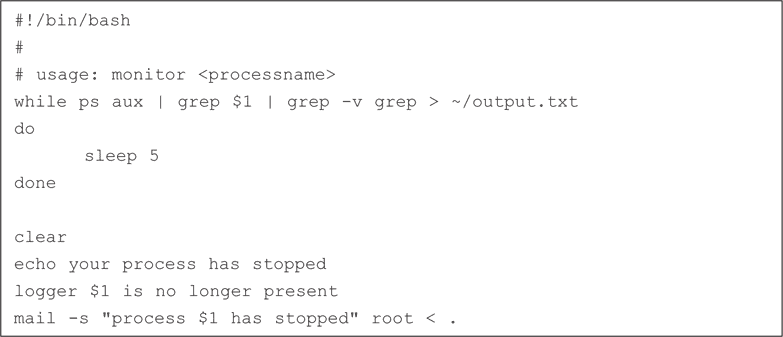 #!/bin/bash
#
# usage: monitor <processname>
while ps aux | grep $1 | grep -v grep > ~/output.txt
do
      sleep 5
done

clear
echo your process has stopped
logger $1 is no longer present
mail -s "process $1 has stopped" root < .